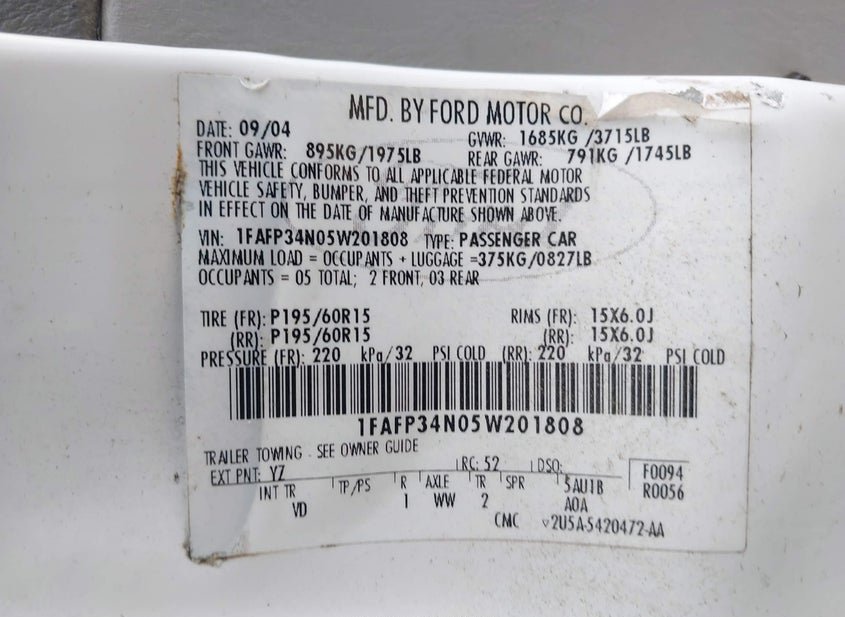 MFD. BY FORD MOTOR CO.
DATE: 09/04 GVWR: 1685KG /3715LB
FRONT GAWR: 895KG/1975LB REAR GAWR: 791KG /1745LB
THIS VEHICLE CONFORMS TO ALL APPLICABLE FEDERAL MOTOR
VEHICLE SAFETY, BUMPER, AND THEFT PREVENTION STANDARDS
IN EFFECT ON THE DATE OF MANUFACTURE SHOWN ABOVE.
VIN: 1FAFP34N05W201808 TYPE: PASSENGER CAR
MAXIMUM LOAD = OCCUPANTS + LUGGAGE =375KG/0827LB
OCCUPANTS = 05 TOTAL; 2 FRONT, 03 REAR
TIRE (FR): P195/60R15 RIMS (FR): 15X6.0J
(RR): P195/60R15 (RR): 15X6.0J
PRESSURE (FR): 220 kPa/32 PSI COLD (RR): 220 kPa/32 PSI COLD
1FAFP34N05W201808
TRAILER TOWING - SEE OWNER GUIDE
EXT PNT: YZ RC: 52 DSO: F0094
INT TR TP/PS R AXLE TR SPR 5AU1B R0056
VD 1 WW 2 A0A
CMC v2U5A-5420472-AA